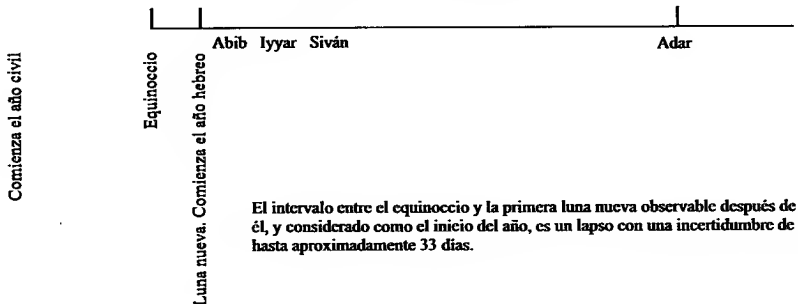 Abib Iyyar Siván Adar
Comienza el año civil
Equinoccio
Luna nueva. Comienza el año hebreo
El intervalo entre el equinoccio y la primera luna nueva observable después de
él, y considerado como el inicio del año, es un lapso con una incertidumbre de
hasta aproximadamente 33 días.